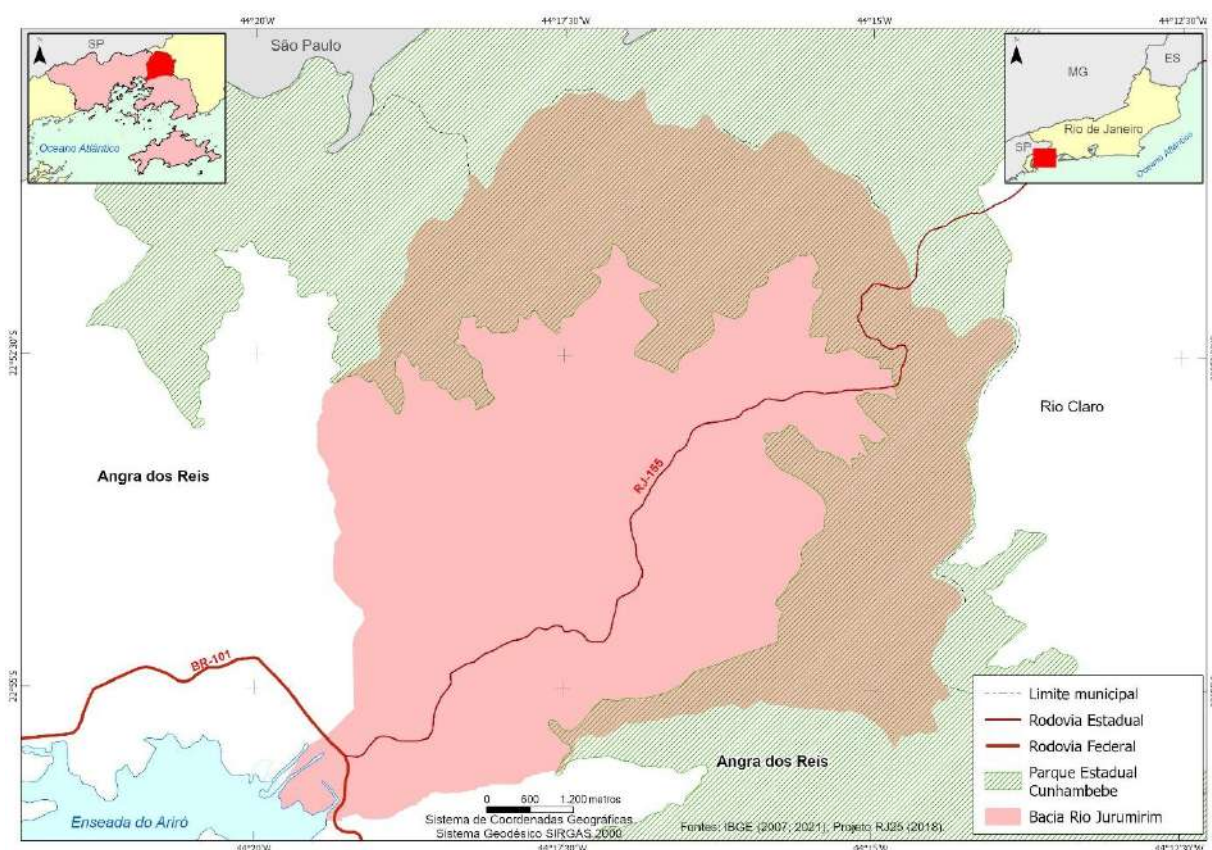 44°20'W
44°17'30"W
44°15'W
44°12'30"W
SP
Oceano Atlântico
São Paulo
MG
ES
Rio de Janeiro
SP
Oceano Atlântico
22°52'30"S
Rio Claro
Angra dos Reis
RJ-155
BR-101
22°55'S
Angra dos Reis
Enseada do Ariró
0 600 1.200 metros
Sistema de Coordenadas Geográficas.
Sistema Geodésico SIRGAS 2000
Fontes: IBGE (2007; 2021), Projeto RJ25 (2018).
Limite municipal
Rodovia Estadual
Rodovia Federal
Parque Estadual
Cunhambebe
Bacia Rio Jurumirim
44°20'W
44°17'30"W
44°15'W
44°12'30"W